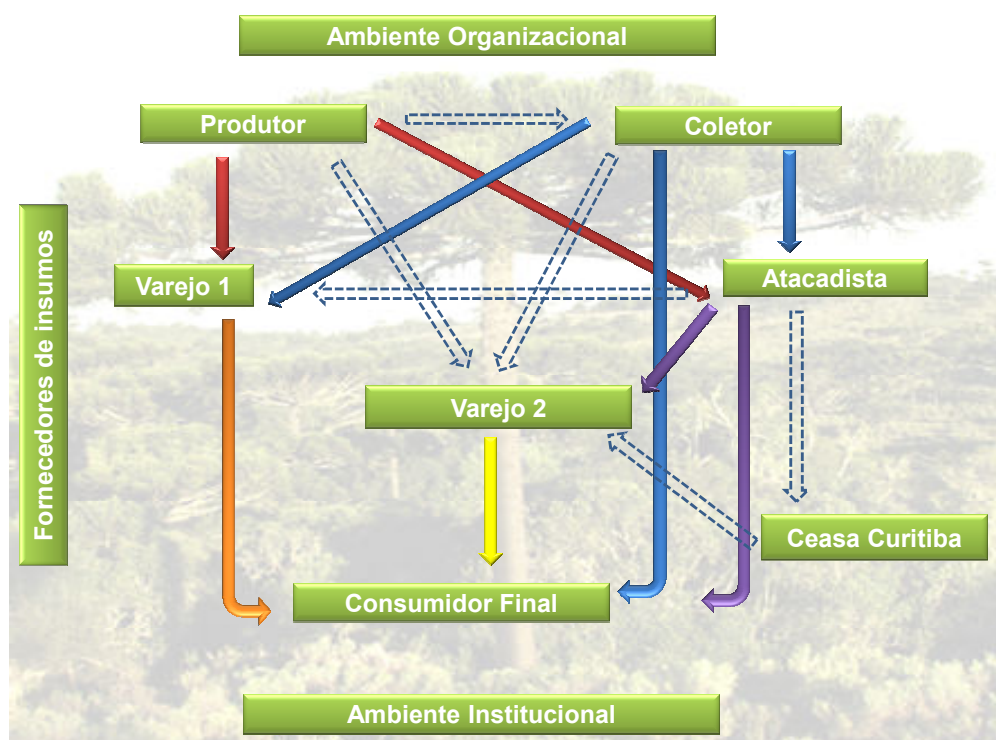 Ambiente Organizacional
Produtor
Coletor
Fornecedores de insumos
Varejo 1
Atacadista
Varejo 2
Ceasa Curitiba
Consumidor Final
Ambiente Institucional